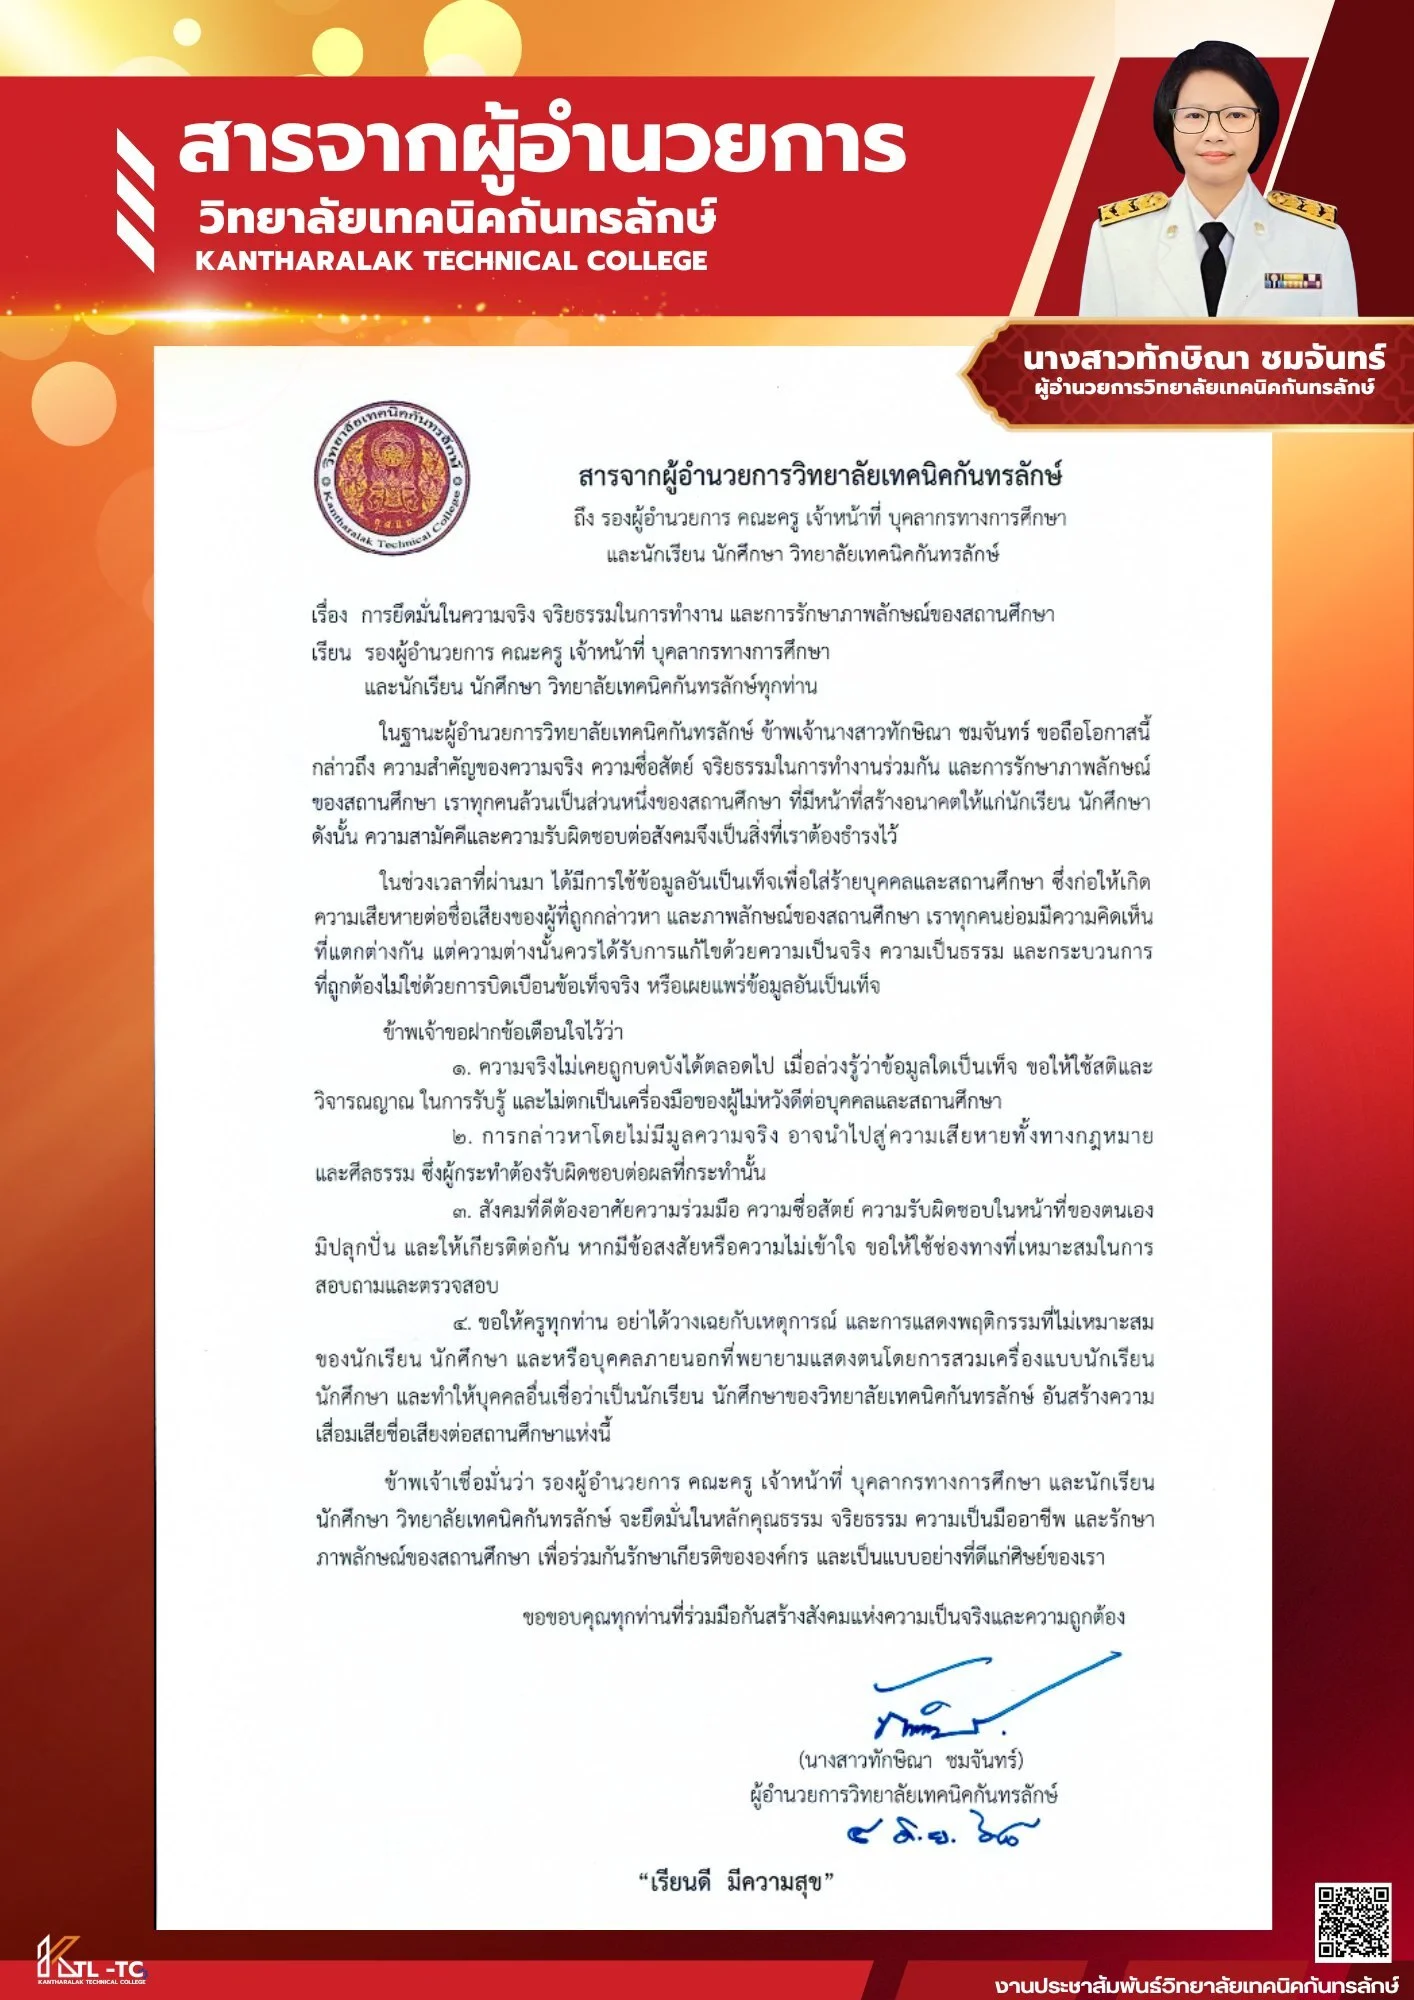 สารจากผู้อำนวยการ
วิทยาลัยเทคนิคกันทรลักษ์
KANTHARALAK TECHNICAL COLLEGE
นางสาวทักษิณา ชมจันทร์
ผู้อำนวยการวิทยาลัยเทคนิคกันทรลักษ์
วิทยาลัยเทคนิคกันทรลักษ์
Kantharalak Technical College
สารจากผู้อำนวยการวิทยาลัยเทคนิคกันทรลักษ์
ถึง รองผู้อำนวยการ คณะครู เจ้าหน้าที่ บุคลากรทางการศึกษา
และนักเรียน นักศึกษา วิทยาลัยเทคนิคกันทรลักษ์
เรื่อง การยึดมั่นในความจริง จริยธรรมในการทำงาน และการรักษาภาพลักษณ์ของสถานศึกษา
เรียน รองผู้อำนวยการ คณะครู เจ้าหน้าที่ บุคลากรทางการศึกษา
และนักเรียน นักศึกษา วิทยาลัยเทคนิคกันทรลักษ์ทุกท่าน
ในฐานะผู้อำนวยการวิทยาลัยเทคนิคกันทรลักษ์ ข้าพเจ้านางสาวทักษิณา ชมจันทร์ ขอถือโอกาสนี้
กล่าวถึง ความสำคัญของความจริง ความซื่อสัตย์ จริยธรรมในการทำงานร่วมกัน และการรักษาภาพลักษณ์
ของสถานศึกษา เราทุกคนล้วนเป็นส่วนหนึ่งของสถานศึกษา ที่มีหน้าที่สร้างอนาคตให้แก่นักเรียน นักศึกษา
ดังนั้น ความสามัคคีและความรับผิดชอบต่อสังคมจึงเป็นสิ่งที่เราต้องธำรงไว้
ในช่วงเวลาที่ผ่านมา ได้มีการใช้ข้อมูลอันเป็นเท็จเพื่อใส่ร้ายบุคคลและสถานศึกษา ซึ่งก่อให้เกิด
ความเสียหายต่อชื่อเสียงของผู้ที่ถูกกล่าวหา และภาพลักษณ์ของสถานศึกษา เราทุกคนย่อมมีความคิดเห็น
ที่แตกต่างกัน แต่ความต่างนั้นควรได้รับการแก้ไขด้วยความเป็นจริง ความเป็นธรรม และกระบวนการ
ที่ถูกต้องไม่ใช่ด้วยการบิดเบือนข้อเท็จจริง หรือเผยแพร่ข้อมูลอันเป็นเท็จ
ข้าพเจ้าขอฝากข้อเตือนใจไว้ว่า
๑. ความจริงไม่เคยถูกบดบังได้ตลอดไป เมื่อล่วงรู้ว่าข้อมูลใดเป็นเท็จ ขอให้ใช้สติและ
วิจารณญาณ ในการรับรู้ และไม่ตกเป็นเครื่องมือของผู้ไม่หวังดีต่อบุคคลและสถานศึกษา
๒. การกล่าวหาโดยไม่มีมูลความจริง อาจนำไปสู่ความเสียหายทั้งทางกฎหมาย
และศีลธรรม ซึ่งผู้กระทำต้องรับผิดชอบต่อผลที่กระทำนั้น
๓. สังคมที่ดีต้องอาศัยความร่วมมือ ความซื่อสัตย์ ความรับผิดชอบในหน้าที่ของตนเอง
มิปลุกปั่น และให้เกียรติต่อกัน หากมีข้อสงสัยหรือความไม่เข้าใจ ขอให้ใช้ช่องทางที่เหมาะสมในการ
สอบถามและตรวจสอบ
๔. ขอให้ครูทุกท่าน อย่าได้วางเฉยกับเหตุการณ์ และการแสดงพฤติกรรมที่ไม่เหมาะสม
ของนักเรียน นักศึกษา และหรือบุคคลภายนอกที่พยายามแสดงตนโดยการสวมเครื่องแบบนักเรียน
นักศึกษา และทำให้บุคคลอื่นเชื่อว่าเป็นนักเรียน นักศึกษาของวิทยาลัยเทคนิคกันทรลักษ์ อันสร้างความ
เสื่อมเสียชื่อเสียงต่อสถานศึกษาแห่งนี้
ข้าพเจ้าเชื่อมั่นว่า รองผู้อำนวยการ คณะครู เจ้าหน้าที่ บุคลากรทางการศึกษา และนักเรียน
นักศึกษา วิทยาลัยเทคนิคกันทรลักษ์ จะยึดมั่นในหลักคุณธรรม จริยธรรม ความเป็นมืออาชีพ และรักษา
ภาพลักษณ์ของสถานศึกษา เพื่อร่วมกันรักษาเกียรติขององค์กร และเป็นแบบอย่างที่ดีแก่ศิษย์ของเรา
ขอขอบคุณทุกท่านที่ร่วมมือกันสร้างสังคมแห่งความเป็นจริงและความถูกต้อง
(นางสาวทักษิณา ชมจันทร์)
ผู้อำนวยการวิทยาลัยเทคนิคกันทรลักษ์
“เรียนดี มีความสุข”
KTL -TC
KANTHARALAK TECHNICAL COLLEGE
งานประชาสัมพันธ์วิทยาลัยเทคนิคกันทรลักษ์